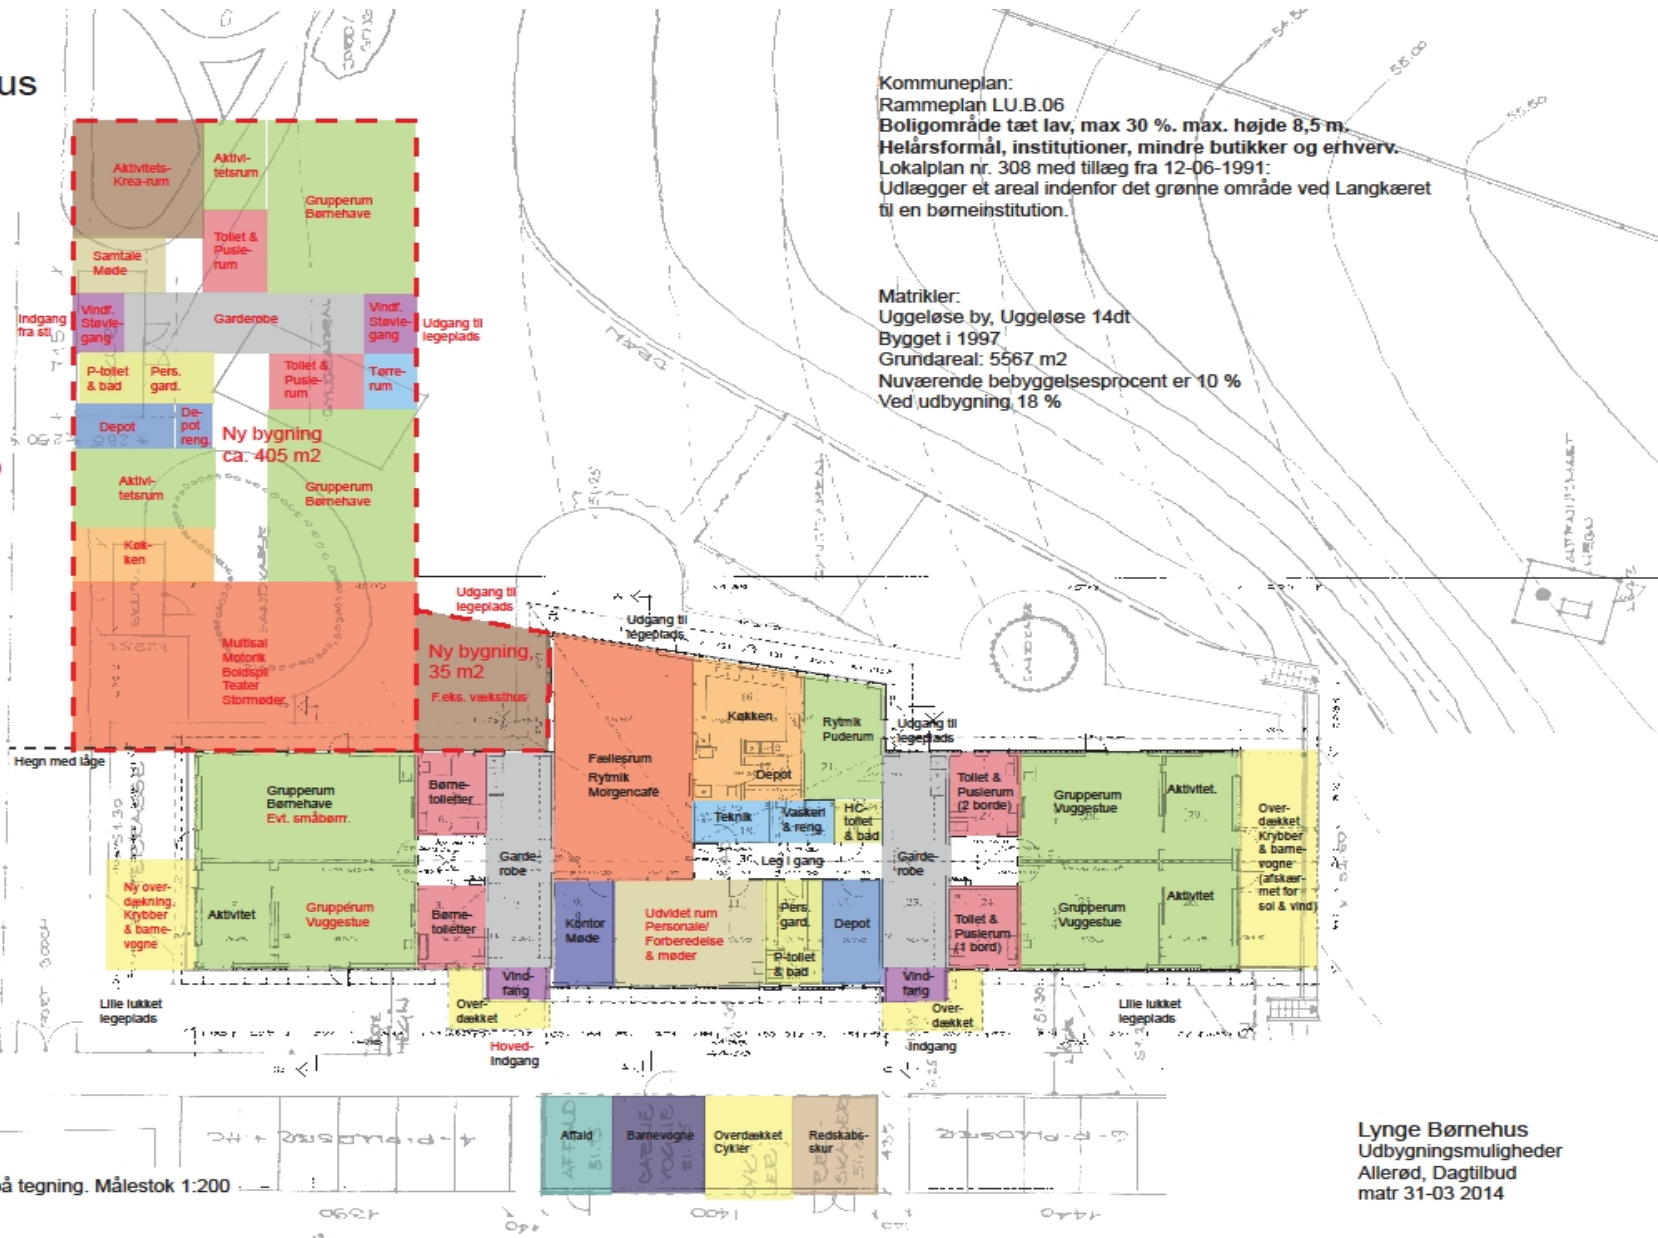 us
Kommuneplan:
Rammeplan LU.B.06
Boligområde tæt lav, max 30 %. max. højde 8,5 m.
Helårsformål, institutioner, mindre butikker og erhverv.
Lokalplan nr. 308 med tillæg fra 12-06-1991:
Udlægger et areal indenfor det grønne område ved Langkæret
til en børneinstitution.
Matrikler:
Uggeløse by, Uggeløse 14dt
Bygget i 1997
Grundareal: 5567 m2
Nuværende bebyggelsesprocent er 10 %
Ved udbygning 18 %
54.50
55.00
55.50
Aktivitets-
Krea-rum
Aktivi-
tetsrum
Grupperum
Børnehave
Toilet &
Pusle-
rum
Samtale
Møde
Indgang
fra sti
Vindf.
Støvle-
gang
Garderobe
Vindf.
Støvle-
gang
Udgang til
legeplads
P-toilet
& bad
Pers.
gard.
Toilet &
Pusle-
rum
Tørre-
rum
Depot
De-
pot
reng.
Ny bygning
ca. 405 m2
Aktivi-
tetsrum
Grupperum
Børnehave
Køk-
ken
Multisal
Motorik
Boldspil
Teater
Stormøder
Udgang til
legeplads
Ny bygning,
35 m2
F.eks. væksthus
Udgang til
legeplads
Hegn med låge
Grupperum
Børnehave
Evt. småbørnr.
Børne-
toiletter
Fællesrum
Rytmik
Morgencafé
Køkken
Depot
Rytmik
Puderum
Udgang til
legeplads
Teknik
Vaskeri
& reng.
HC-
toilet
& bad
Leg i gang
Garde-
robe
Garde-
robe
Toilet &
Puslerum
(2 borde)
Grupperum
Vuggestue
Aktivitet.
Over-
dækket
Krybber
& barne-
vogne
(afskær-
met for
sol & vind)
Ny over-
dækning.
Krybber
& barne-
vogne
Aktivitet
Grupperum
Vuggestue
Børne-
toiletter
Kontor
Møde
Udvidet rum
Personale/
Forberedelse
& møder
Pers.
gard.
P-toilet
& bad
Depot
Toilet &
Puslerum
(1 bord)
Grupperum
Vuggestue
Aktivitet
Vind-
fang
Vind-
fang
Over-
dækket
Over-
dækket
Lille lukket
legeplads
Lille lukket
legeplads
Hoved-
Indgang
Indgang
Affald
Barnevogne
Overdækket
Cykler
Redskabs-
skur
å tegning. Målestok 1:200
Lynge Børnehus
Udbygningsmuligheder
Allerød, Dagtilbud
matr 31-03 2014